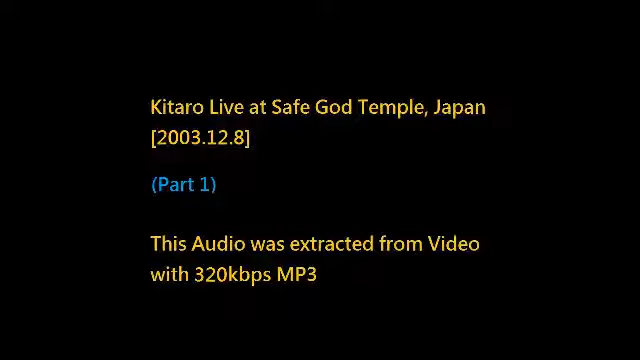 Kitaro Live at Safe God Temple, Japan
[2003.12.8]
(Part 1)
This Audio was extracted from Video
with 320kbps MP3